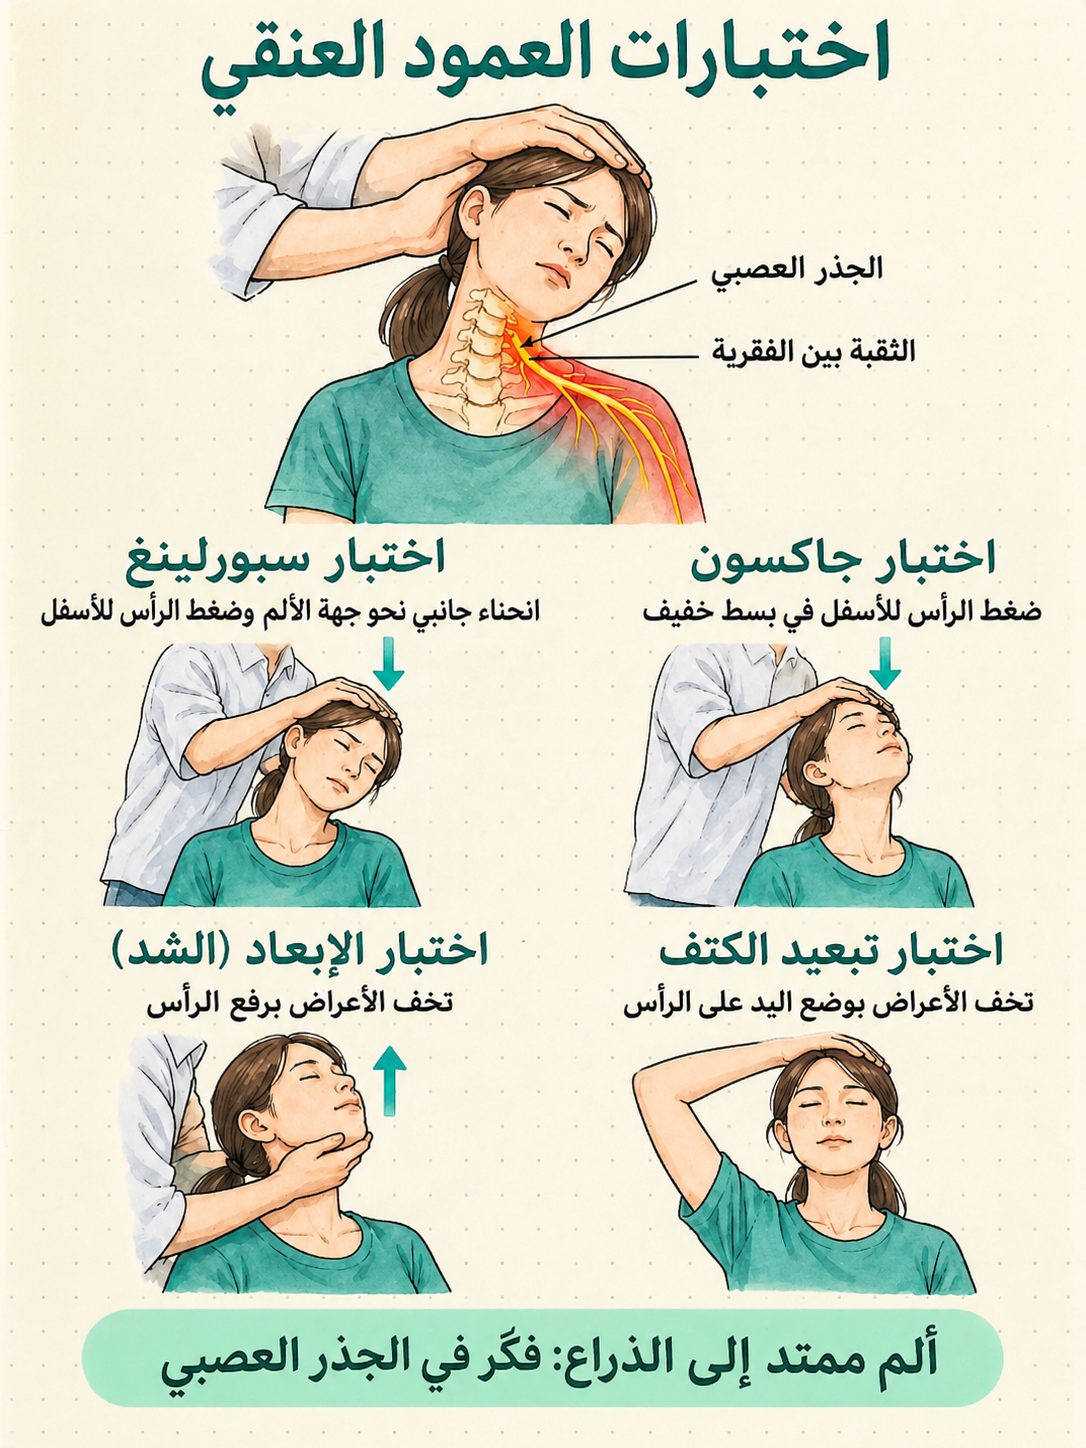 اختبارات العمود العنقي
الجذر العصبي
الثقبة بين الفقرية
اختبار جاكسون
ضغط الرأس للأسفل في بسط خفيف
اختبار سبورلينغ
انحناء جانبي نحو جهة الألم وضغط الرأس للأسفل
اختبار تبعيد الكتف
تخف الأعراض بوضع اليد على الرأس
اختبار الإبعاد (الشد)
تخف الأعراض برفع الرأس
ألم ممتد إلى الذراع: فكَّر في الجذر العصبي